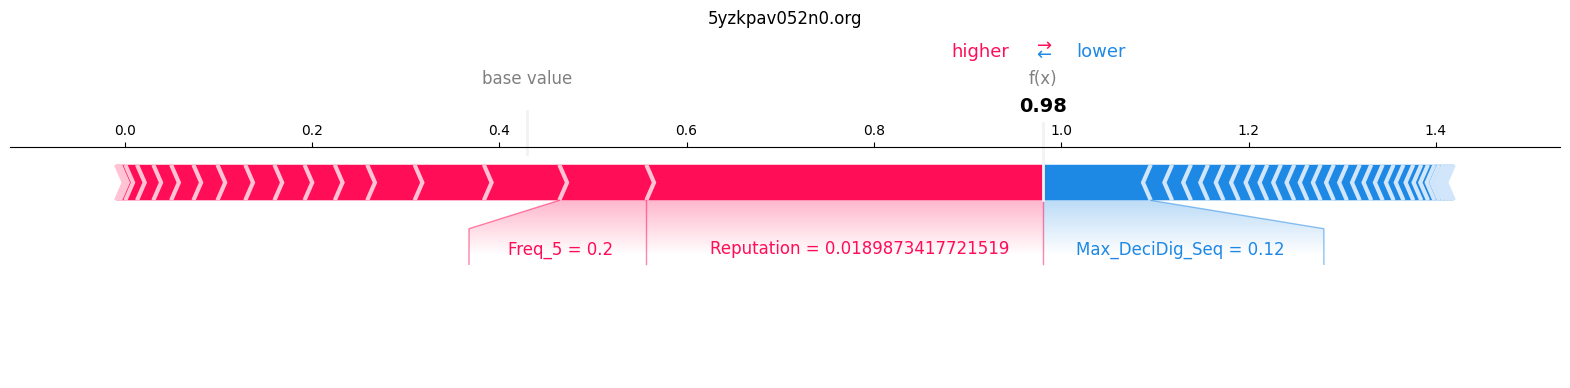 5yzkpav052n0.org
higher ⇄ lower
base value f(x)
0.98
0.0 0.2 0.4 0.6 0.8 1.0 1.2 1.4
Freq_5 = 0.2 Reputation = 0.0189873417721519 Max_DeciDig_Seq = 0.12